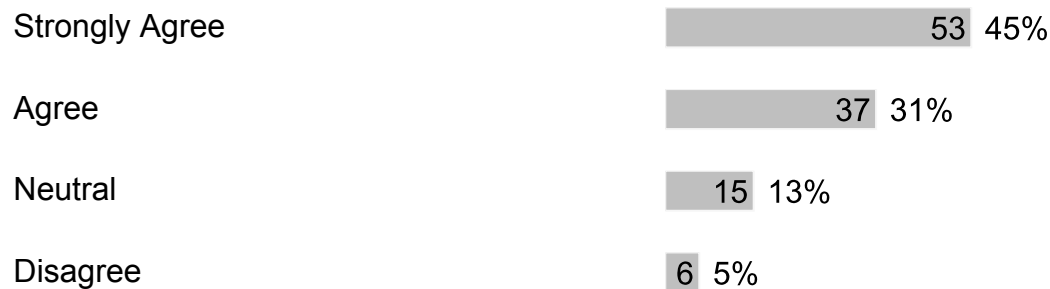 Strongly Agree 53 45%
Agree 37 31%
Neutral 15 13%
Disagree 6 5%